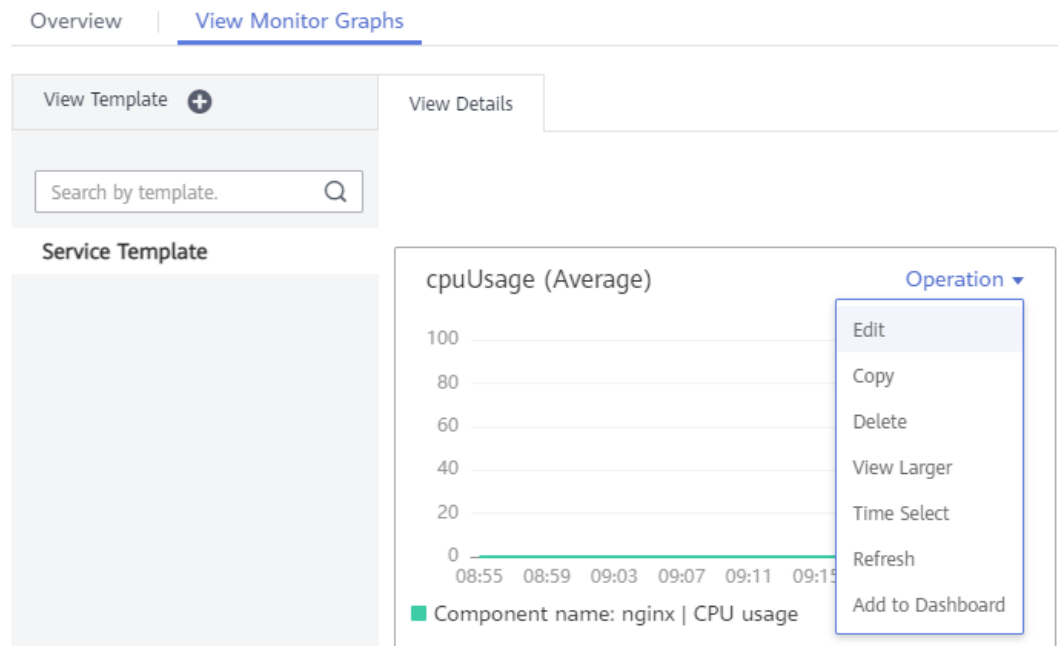 Overview | View Monitor Graphs
View Template
View Details
Search by template.
Service Template
cpuUsage (Average)
Operation
Edit
Copy
Delete
View Larger
Time Select
Refresh
Add to Dashboard
100
80
60
40
20
0
08:55 08:59 09:03 09:07 09:11 09:15
Component name: nginx | CPU usage